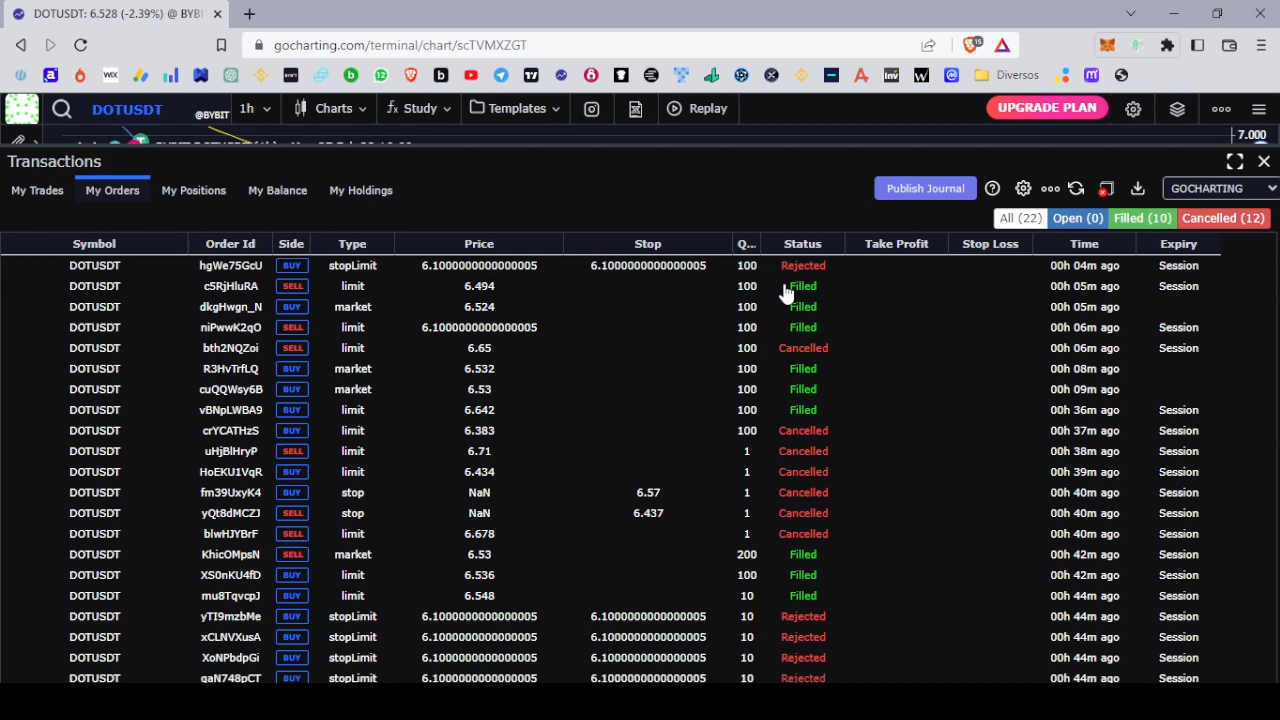 DOTUSDT: 6.528 (-2.39%) @ BYBI
gocharting.com/terminal/chart/scTVMXZGT
15
Diversos
DOTUSDT @BYBIT 1h Charts Study Templates Replay UPGRADE PLAN
7.000
Transactions
My Trades My Orders My Positions My Balance My Holdings Publish Journal GOCHARTING
All (22) Open (0) Filled (10) Cancelled (12)
Symbol Order Id Side Type Price Stop Q... Status Take Profit Stop Loss Time Expiry
DOTUSDT hgWe75GcU BUY stopLimit 6.1000000000000005 6.1000000000000005 100 Rejected 00h 04m ago Session
DOTUSDT c5RjHluRA SELL limit 6.494 100 Filled 00h 05m ago Session
DOTUSDT dkgHwgn_N BUY market 6.524 100 Filled 00h 05m ago
DOTUSDT niPwwK2qO SELL limit 6.1000000000000005 100 Filled 00h 06m ago Session
DOTUSDT bth2NQZoi SELL limit 6.65 100 Cancelled 00h 06m ago Session
DOTUSDT R3HvTrfLQ BUY market 6.532 100 Filled 00h 08m ago
DOTUSDT cuQQWsy6B BUY market 6.53 100 Filled 00h 09m ago
DOTUSDT vBNpLWBA9 BUY limit 6.642 100 Filled 00h 36m ago Session
DOTUSDT crYCATHzS BUY limit 6.383 100 Cancelled 00h 37m ago Session
DOTUSDT uHjBlHryP SELL limit 6.71 1 Cancelled 00h 38m ago Session
DOTUSDT HoEKU1VqR BUY limit 6.434 1 Cancelled 00h 39m ago Session
DOTUSDT fm39UxyK4 BUY stop NaN 6.57 1 Cancelled 00h 40m ago Session
DOTUSDT yQt8dMCZJ SELL stop NaN 6.437 1 Cancelled 00h 40m ago Session
DOTUSDT blwHJYBrF SELL limit 6.678 1 Cancelled 00h 40m ago Session
DOTUSDT KhicOMpsN SELL market 6.53 200 Filled 00h 42m ago Session
DOTUSDT XS0nKU4fD BUY limit 6.536 100 Filled 00h 42m ago Session
DOTUSDT mu8TqvcpJ BUY limit 6.548 10 Filled 00h 44m ago Session
DOTUSDT yTI9mzbMe BUY stopLimit 6.1000000000000005 6.1000000000000005 10 Rejected 00h 44m ago Session
DOTUSDT xCLNVXusA BUY stopLimit 6.1000000000000005 6.1000000000000005 10 Rejected 00h 44m ago Session
DOTUSDT XoNPbdpGi BUY stopLimit 6.1000000000000005 6.1000000000000005 10 Rejected 00h 44m ago Session
DOTUSDT qaN748pCT BUY stopLimit 6.1000000000000005 6.1000000000000005 10 Rejected 00h 44m ago Session